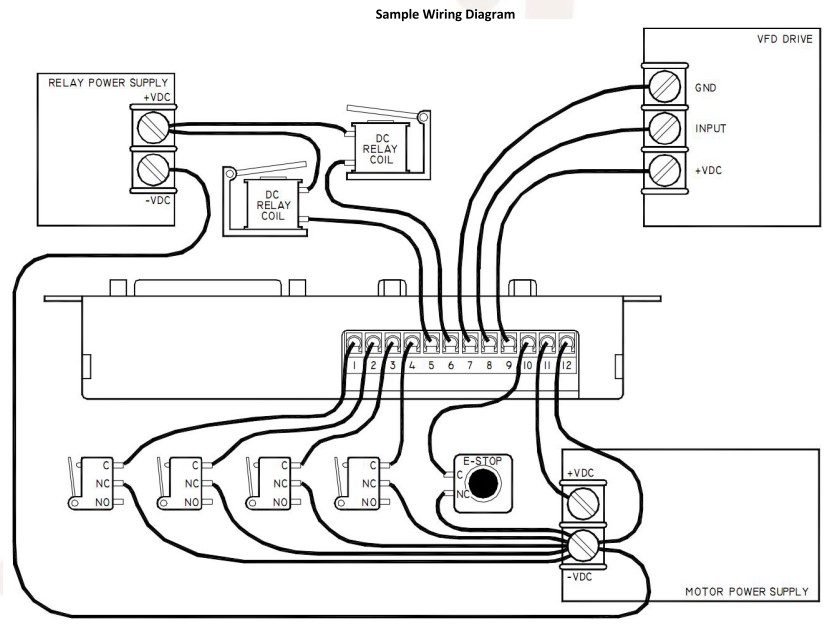 Sample Wiring Diagram
VFD DRIVE
RELAY POWER SUPPLY
+VDC
-VDC
DC
RELAY
COIL
DC
RELAY
COIL
GND
INPUT
+VDC
1 2 3 4 5 6 7 8 9 10 11 12
C
NC
NO
C
NC
NO
C
NC
NO
C
NC
NO
E-STOP
C
NC
+VDC
-VDC
MOTOR POWER SUPPLY